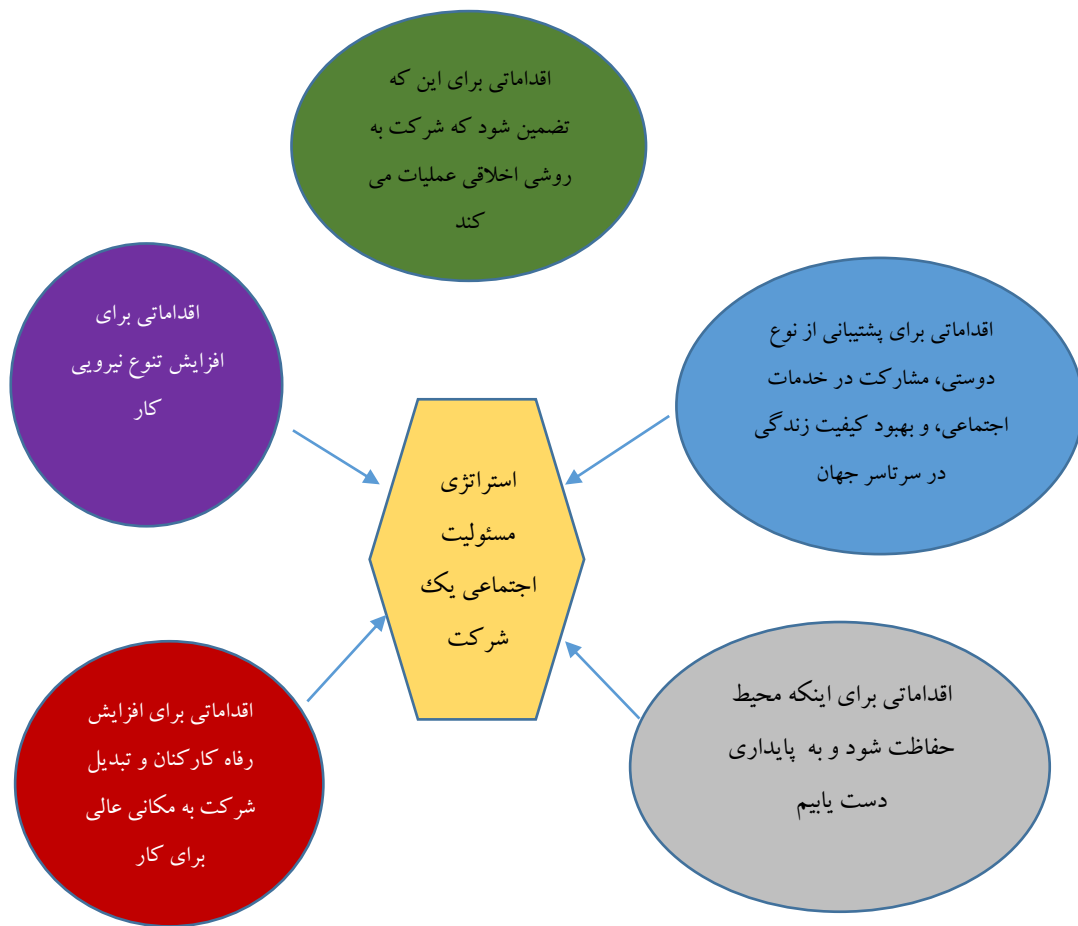 اقداماتی برای این که
تضمین شود که شرکت به
روشی اخلاقی عملیات می
کند
اقداماتی برای پشتیبانی از نوع
دوستی، مشارکت در خدمات
اجتماعی، و بهبود کیفیت زندگی
در سرتاسر جهان
اقداماتی برای
افزایش تنوع نیرویی
کار
استراتژی
مسئولیت
اجتماعی یک
شرکت
اقداماتی برای اینکه محیط
حفاظت شود و به پایداری
دست یابیم
اقداماتی برای افزایش
رفاه کارکنان و تبدیل
شرکت به مکانی عالی
برای کار